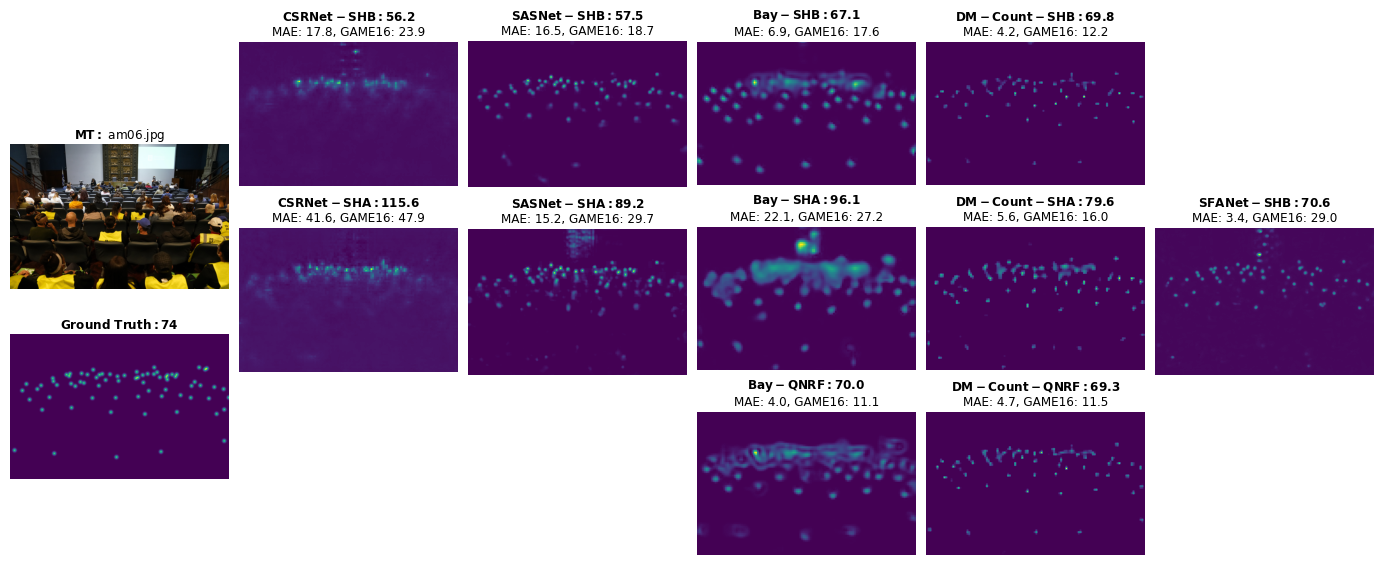 MT: am06.jpg
Ground Truth: 74
CSRNet-SHB: 56.2
MAE: 17.8, GAME16: 23.9
CSRNet-SHA: 115.6
MAE: 41.6, GAME16: 47.9
SASNet-SHB: 57.5
MAE: 16.5, GAME16: 18.7
SASNet-SHA: 89.2
MAE: 15.2, GAME16: 29.7
Bay-SHB: 67.1
MAE: 6.9, GAME16: 17.6
Bay-SHA: 96.1
MAE: 22.1, GAME16: 27.2
Bay-QNRF: 70.0
MAE: 4.0, GAME16: 11.1
DM-Count-SHB: 69.8
MAE: 4.2, GAME16: 12.2
DM-Count-SHA: 79.6
MAE: 5.6, GAME16: 16.0
DM-Count-QNRF: 69.3
MAE: 4.7, GAME16: 11.5
SFANet-SHB: 70.6
MAE: 3.4, GAME16: 29.0